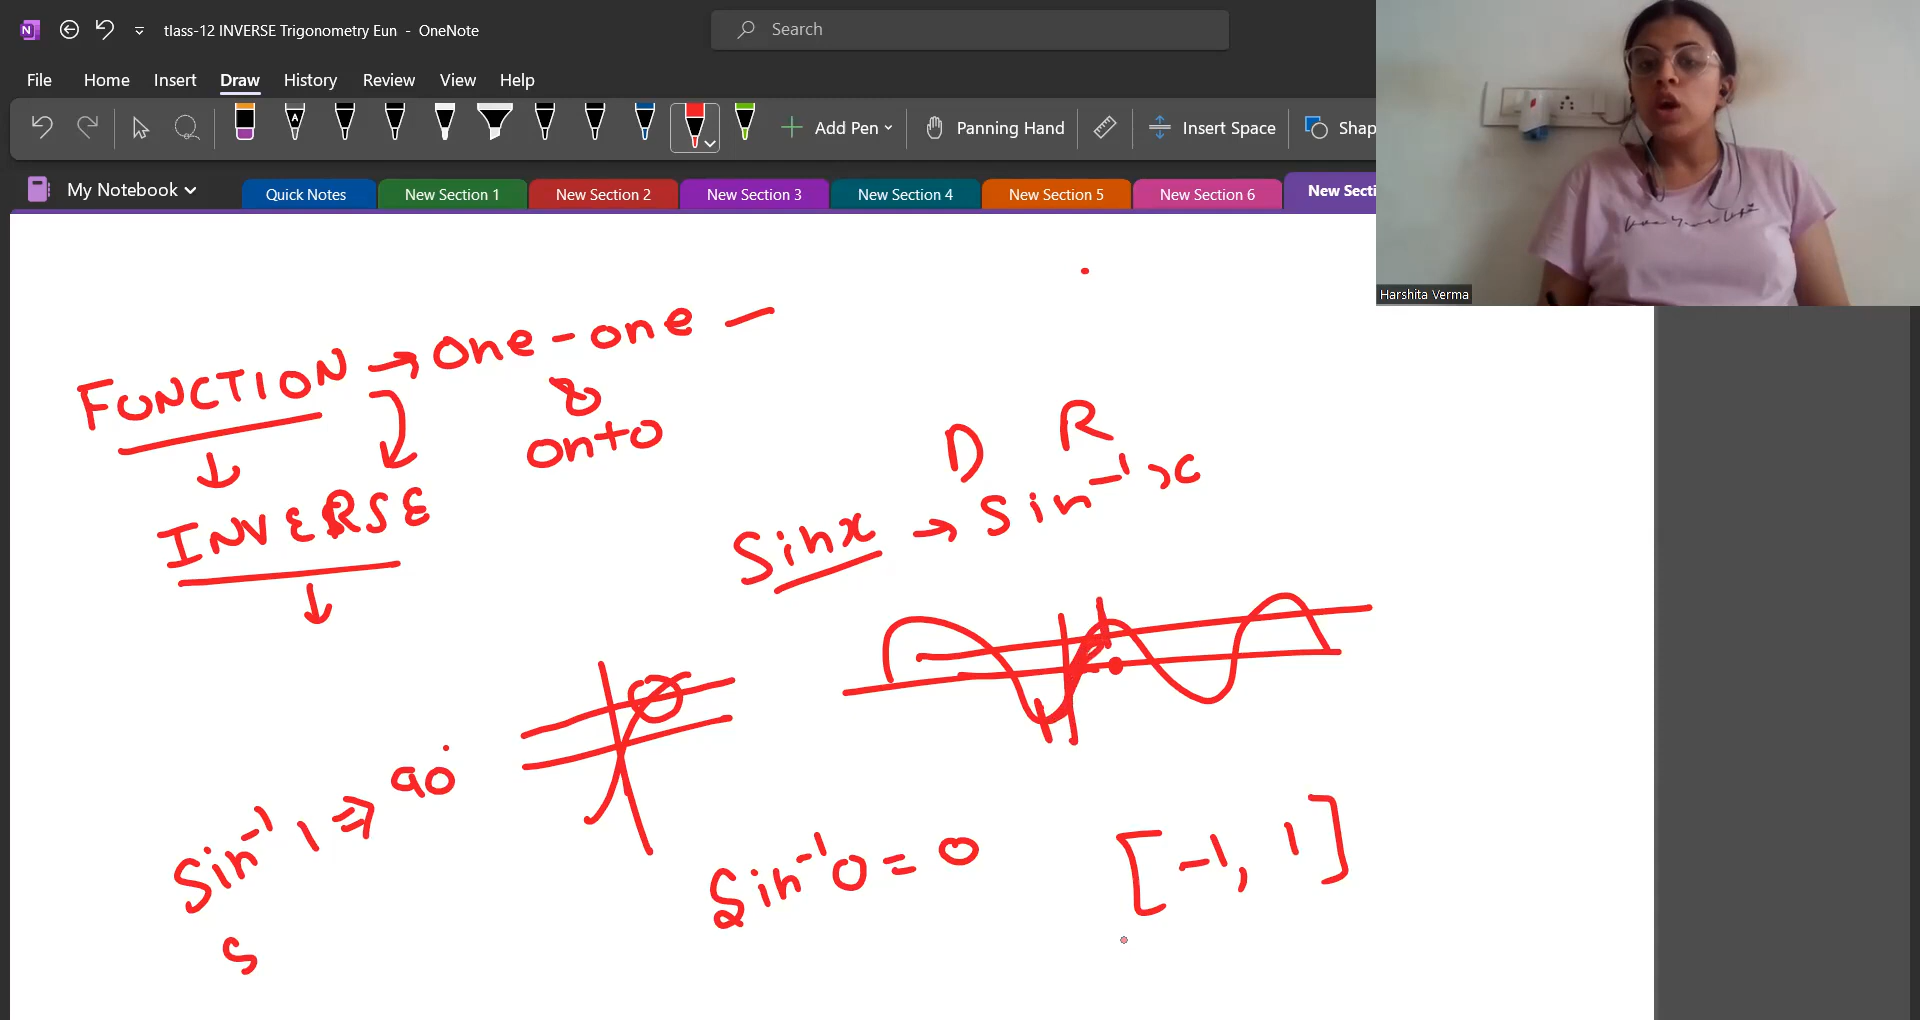 tlass-12 INVERSE Trigonometry Eun - OneNote
Search
File Home Insert Draw History Review View Help
A Add Pen Panning Hand Insert Space Shap
My Notebook Quick Notes New Section 1 New Section 2 New Section 3 New Section 4 New Section 5 New Section 6 New Secti
Harshita Verma
FUNCTION → one-one —
&
onto
INVERSE
D R
Sinx → Sin⁻¹x
Sin⁻¹1 ⇒ 90°
Sin⁻¹0 = 0
[-1, 1]
S